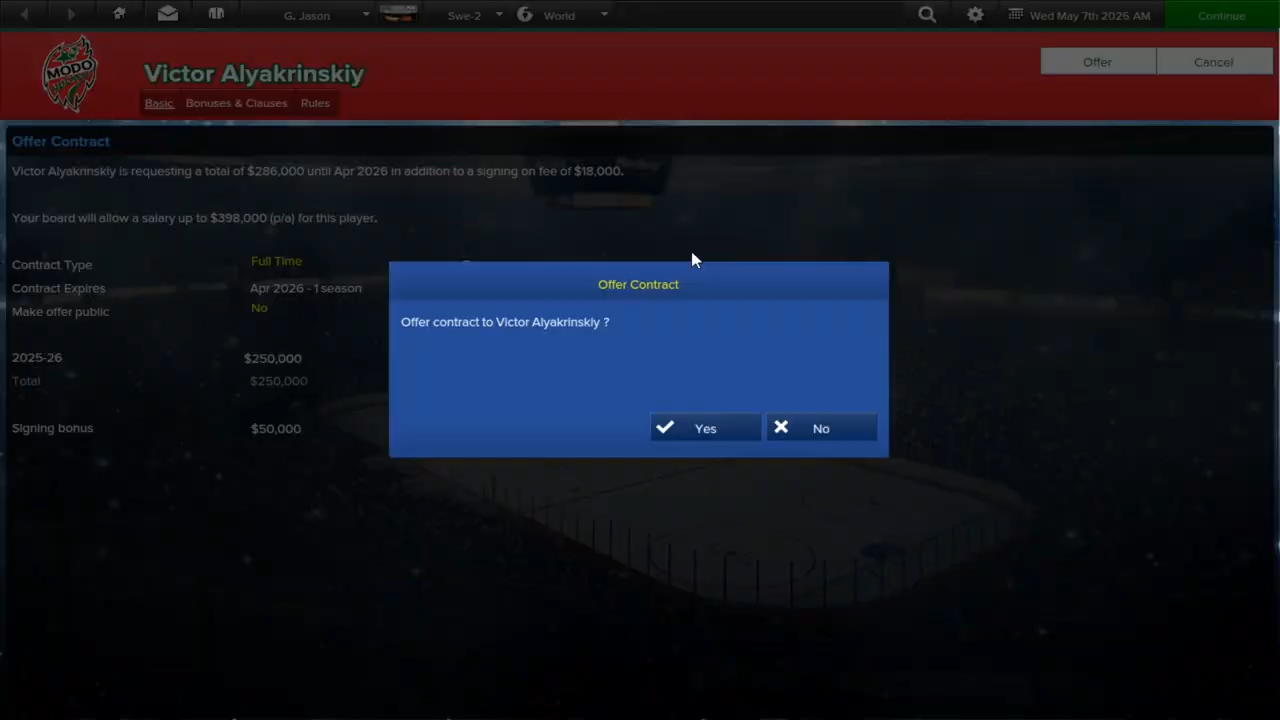 G. Jason
Swe-2
World
Wed May 7th 2025 AM
Continue
MODO
HOCKEY
Victor Alyakrinskiy
Offer
Cancel
Basic
Bonuses & Clauses
Rules
Offer Contract
Victor Alyakrinskiy is requesting a total of $286,000 until Apr 2026 in addition to a signing on fee of $18,000.
Your board will allow a salary up to $398,000 (p/a) for this player.
Contract Type
Full Time
Contract Expires
Apr 2026 - 1 season
Make offer public
No
2025-26
$250,000
Total
$250,000
Signing bonus
$50,000
Offer Contract
Offer contract to Victor Alyakrinskiy ?
Yes
No